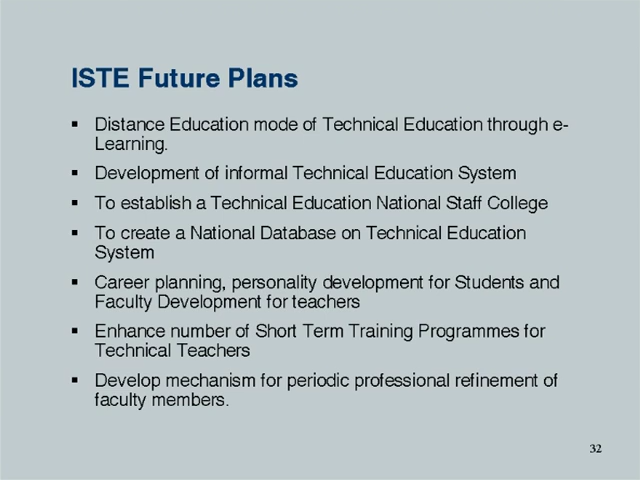 ISTE Future Plans
▪ Distance Education mode of Technical Education through e-
Learning.
▪ Development of informal Technical Education System
▪ To establish a Technical Education National Staff College
▪ To create a National Database on Technical Education
System
▪ Career planning, personality development for Students and
Faculty Development for teachers
▪ Enhance number of Short Term Training Programmes for
Technical Teachers
▪ Develop mechanism for periodic professional refinement of
faculty members.
32